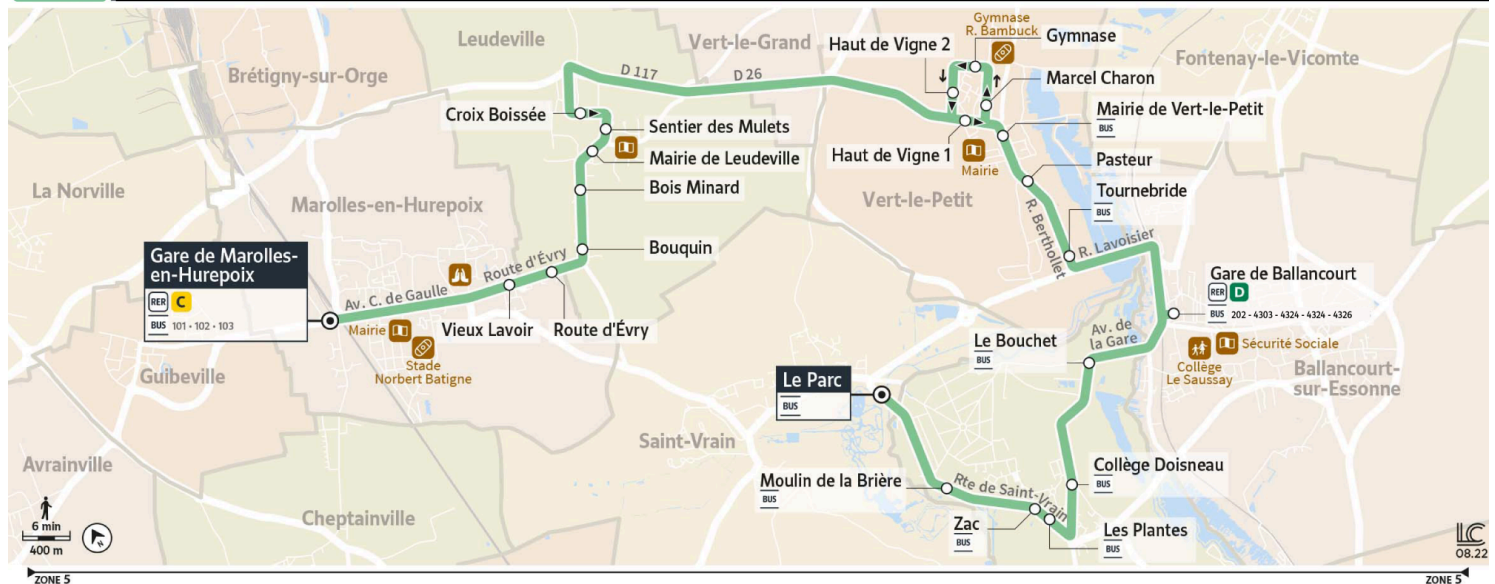 Leudeville
Vert-le-Grand
Gymnase
R. Bambuck
Haut de Vigne 2
Gymnase
Fontenay-le-Vicomte
Brétigny-sur-Orge
D 117
D 26
Marcel Charon
Croix Boissée
Sentier des Mulets
Mairie de Vert-le-Petit
BUS
Mairie de Leudeville
Haut de Vigne 1
Mairie
Pasteur
La Norville
Marolles-en-Hurepoix
Bois Minard
Vert-le-Petit
Tournebride
BUS
R. Berthollet
R. Lavoisier
Bouquin
Gare de Marolles-
en-Hurepoix
RER C
BUS 101 • 102 • 103
Av. C. de Gaulle
Route d'Évry
Gare de Ballancourt
RER D
BUS 202 - 4303 - 4324 - 4324 - 4326
Mairie
Vieux Lavoir
Route d'Évry
Stade
Norbert Batigne
Le Bouchet
BUS
Av. de
la Gare
Sécurité Sociale
Collège
Le Saussay
Guibeville
Ballancourt-
sur-Essonne
Le Parc
BUS
Saint-Vrain
Avrainville
Moulin de la Brière
BUS
Rte de Saint-Vrain
Collège Doisneau
BUS
Cheptainville
Zac
BUS
Les Plantes
BUS
6 min
400 m
LC
08.22
ZONE 5
ZONE 5